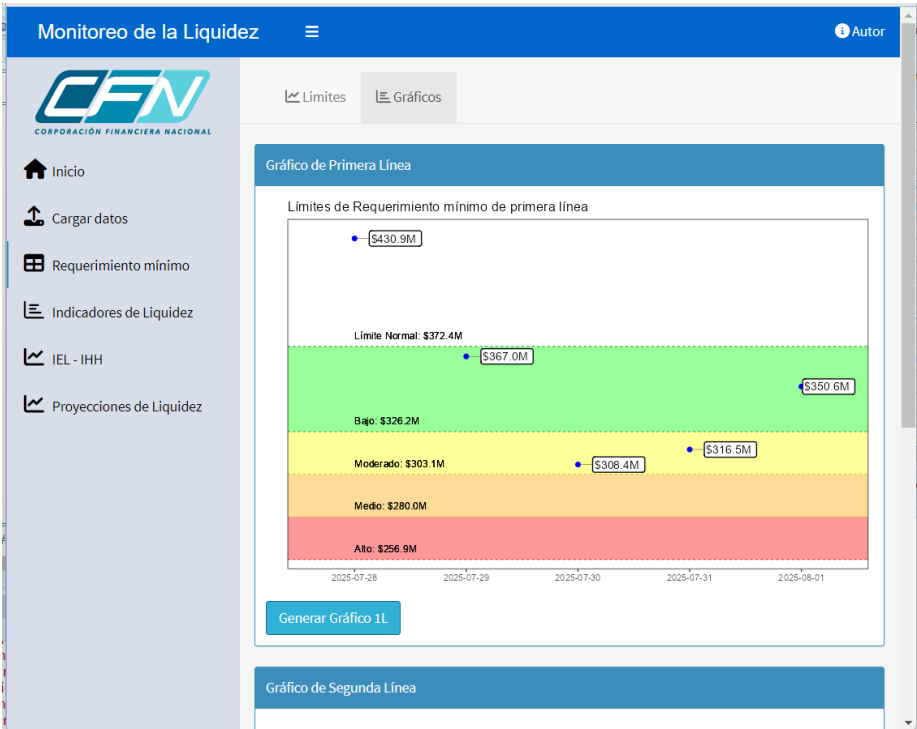 Monitoreo de la Liquidez
Autor
CFN
CORPORACIÓN FINANCIERA NACIONAL
Inicio
Cargar datos
Requerimiento mínimo
Indicadores de Liquidez
IEL - IHH
Proyecciones de Liquidez
Limites
Gráficos
Gráfico de Primera Línea
Límites de Requerimiento mínimo de primera línea
$430.9M
Límite Normal: $372.4M
$367.0M
$350.6M
Bajo: $326.2M
$316.5M
Moderado: $303.1M
$308.4M
Medio: $280.0M
Alto: $256.9M
2025-07-28 2025-07-29 2025-07-30 2025-07-31 2025-08-01
Generar Gráfico 1L
Gráfico de Segunda Línea